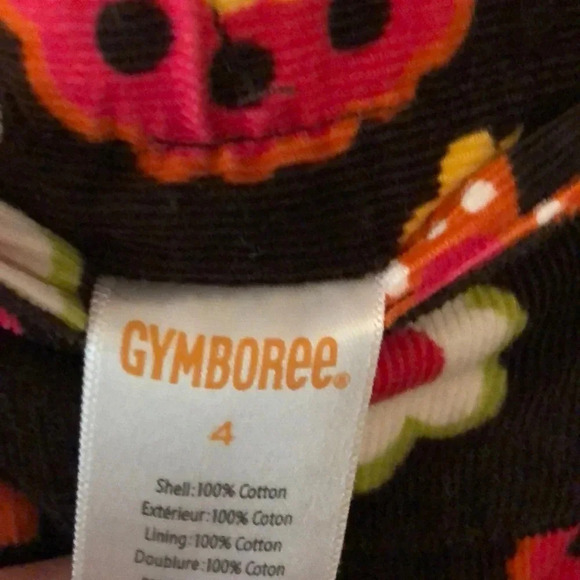 GYMBOREE®
4
Shell:100% Cotton
Extérieur:100% Coton
Lining:100% Cotton
Doublure:100% Coton